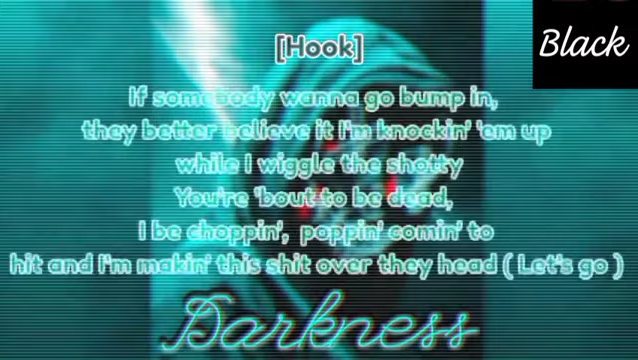 Black
[Hook]
If somebody wanna go bump in,
they better believe it I'm knockin' 'em up
while I wiggle the shotty
You're 'bout to be dead,
I be choppin', poppin' comin' to
hit and I'm makin' this shit over they head ( Let's go )
Darkness